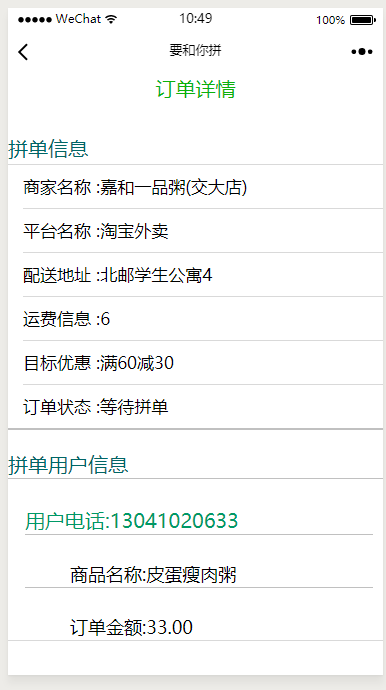 WeChat 10:49 100%
要和你拼
订单详情
拼单信息
商家名称 :嘉和一品粥(交大店)
平台名称 :淘宝外卖
配送地址 :北邮学生公寓4
运费信息 :6
目标优惠 :满60减30
订单状态 :等待拼单
拼单用户信息
用户电话:13041020633
商品名称:皮蛋瘦肉粥
订单金额:33.00